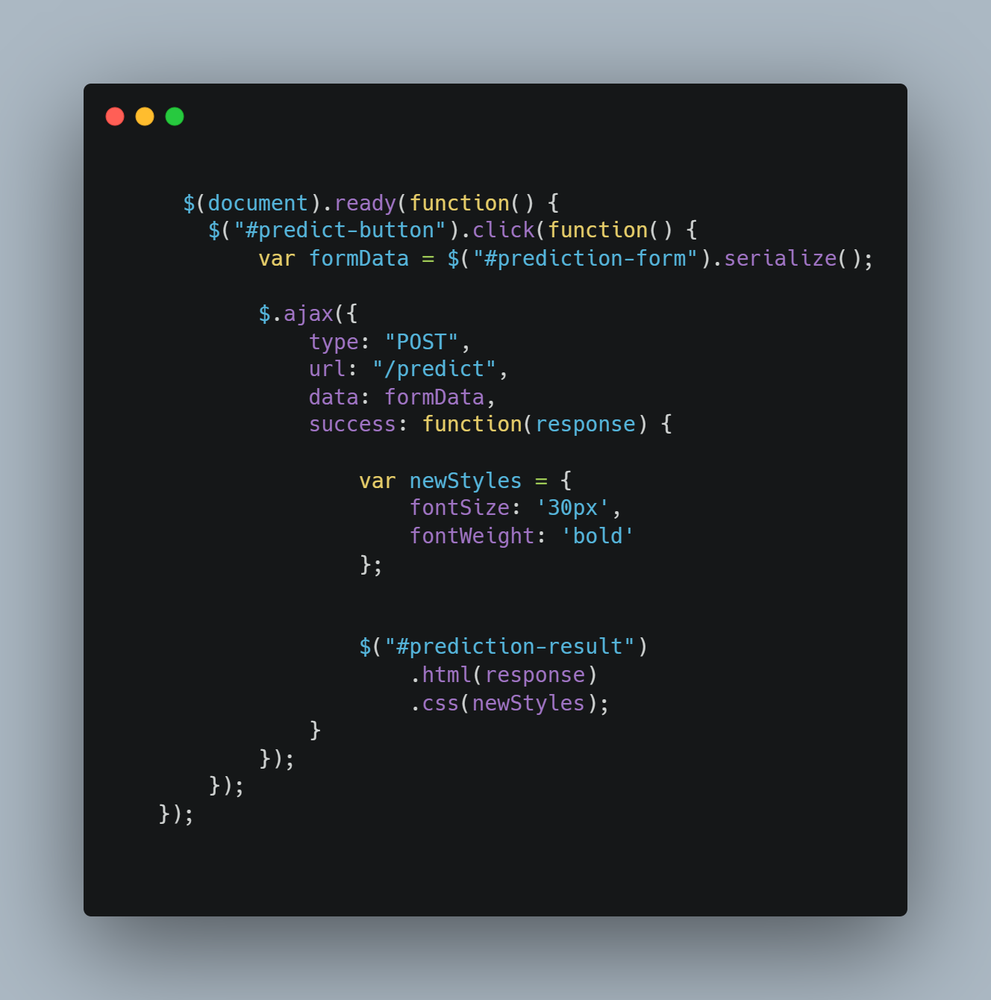 $(document).ready(function() {
$("#predict-button").click(function() {
var formData = $("#prediction-form").serialize();
$.ajax({
type: "POST",
url: "/predict",
data: formData,
success: function(response) {
var newStyles = {
fontSize: '30px',
fontWeight: 'bold'
};
$("#prediction-result")
.html(response)
.css(newStyles);
}
});
});
});